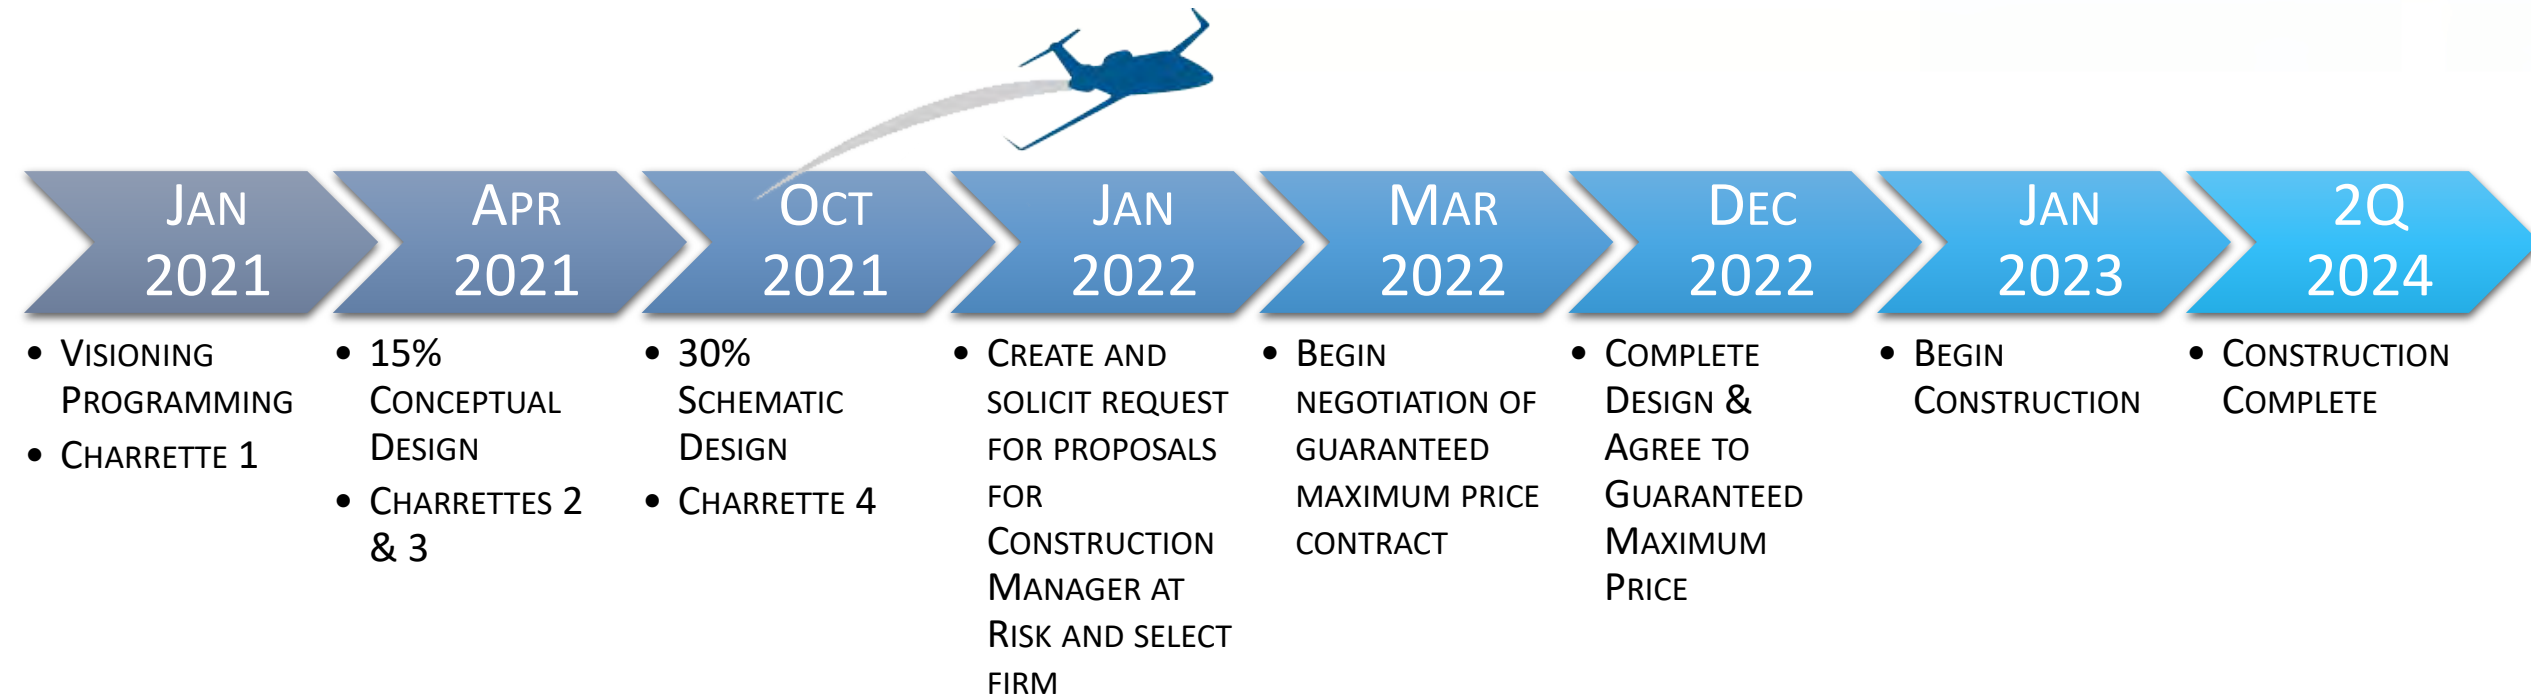 Jan
2021
Apr
2021
Oct
2021
Jan
2022
Mar
2022
Dec
2022
Jan
2023
2Q
2024
• Visioning
Programming
• Charrette 1
• 15%
Conceptual
Design
• Charrettes 2
& 3
• 30%
Schematic
Design
• Charrette 4
• Create and
solicit request
for proposals
for
Construction
Manager at
Risk and select
firm
• Begin
negotiation of
guaranteed
maximum price
contract
• Complete
Design &
Agree to
Guaranteed
Maximum
Price
• Begin
Construction
• Construction
Complete